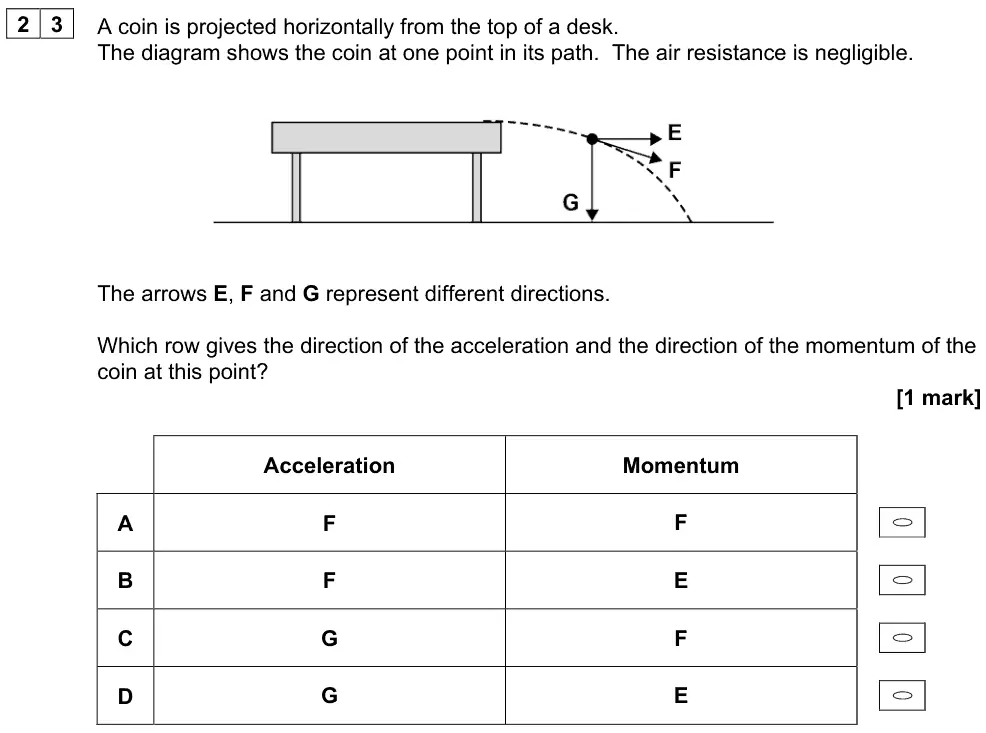 2 3 A coin is projected horizontally from the top of a desk.
The diagram shows the coin at one point in its path. The air resistance is negligible.
E
F
G
The arrows E, F and G represent different directions.
Which row gives the direction of the acceleration and the direction of the momentum of the
coin at this point?
[1 mark]
Acceleration Momentum
A F F
B F E
C G F
D G E